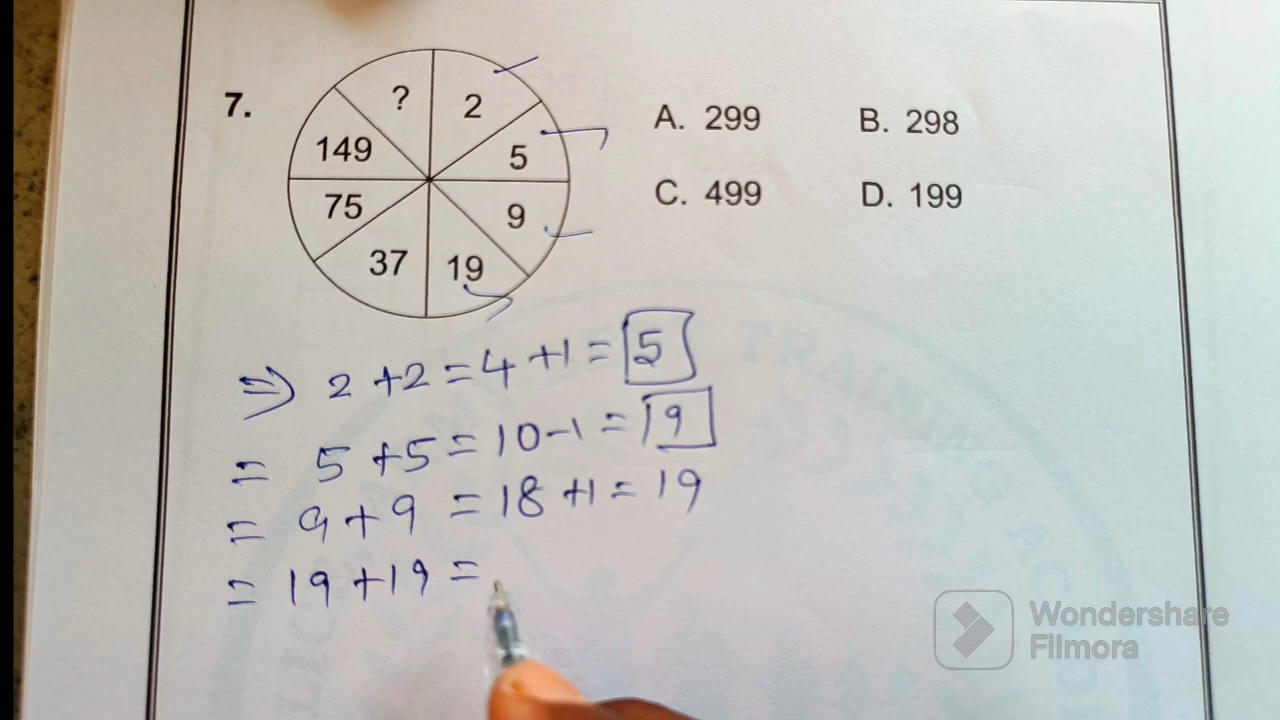 7.
? 2
149 5
75 9
37 19
A. 299 B. 298
C. 499 D. 199
⇒ 2 + 2 = 4 + 1 = 5
= 5 + 5 = 10 - 1 = 9
= 9 + 9 = 18 + 1 = 19
= 19 + 19 =
TRAINING
Wondershare
Filmora